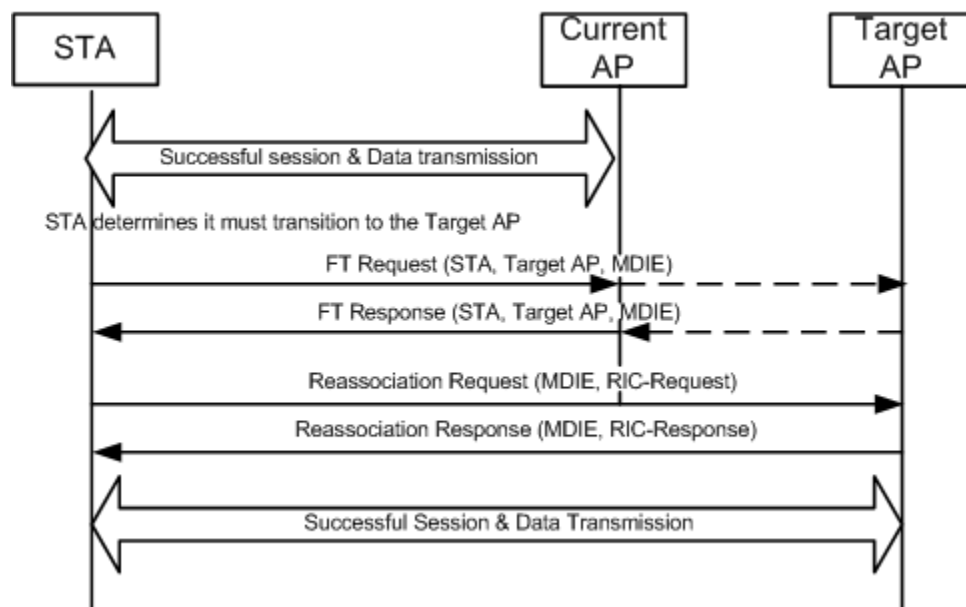 STA
Current
AP
Target
AP
Successful session & Data transmission
STA determines it must transition to the Target AP
FT Request (STA, Target AP, MDIE)
FT Response (STA, Target AP, MDIE)
Reassociation Request (MDIE, RIC-Request)
Reassociation Response (MDIE, RIC-Response)
Successful Session & Data Transmission